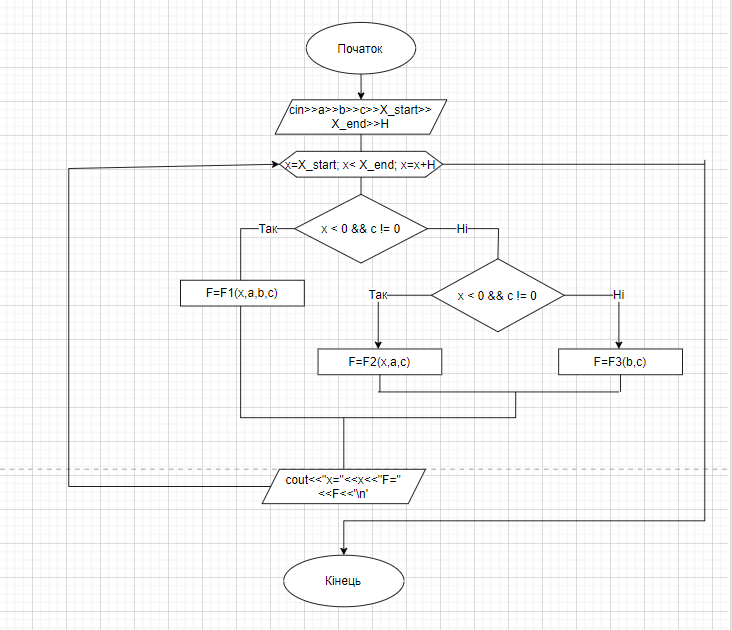 Початок
cin>>a>>b>>c>>X_start>>
X_end>>H
x=X_start; x< X_end; x=x+H
Так
x < 0 && c != 0
Ні
F=F1(x,a,b,c)
Так
x < 0 && c != 0
Ні
F=F2(x,a,c)
F=F3(b,c)
cout<<"x="<<x<<"F="
<<F<<'\n'
Кінець